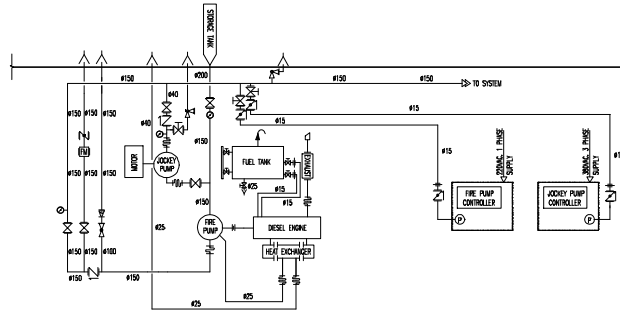 STORAGE TANK
ø150
ø200
ø150
ø150
TO SYSTEM
ø40
ø15
ø15
ø150
ø150
ø150
ø40
ø150
ø15
FM
MOTOR
JOCKEY
PUMP
FUEL TANK
EXHAUST
220VAC 1 PHASE
SUPPLY
380VAC 3 PHASE
SUPPLY
ø25
ø15
ø15
ø150
FIRE PUMP
CONTROLLER
JOCKEY PUMP
CONTROLLER
P
P
ø25
FIRE
PUMP
DIESEL ENGINE
HEAT EXCHANGER
ø150
ø150
ø100
ø150
ø150
ø25
ø25